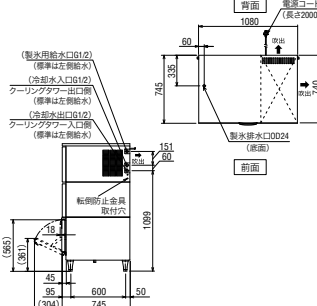 背面
電源コード
(長さ2000
1080
吹出
60
335
745
740
吹出
製氷排水口OD24
(底面)
前面
(製氷用給水口G1/2)
(標準は左側給水)
(冷却水入口G1/2)
クーリングタワー出口側
(標準は左側給水)
(冷却水出口G1/2)
クーリングタワー入口側
(標準は左側給水)
吹出
151
60
転倒防止金具
取付穴
1099
18
(565)
(361)
45
95
600
50
(304)
745